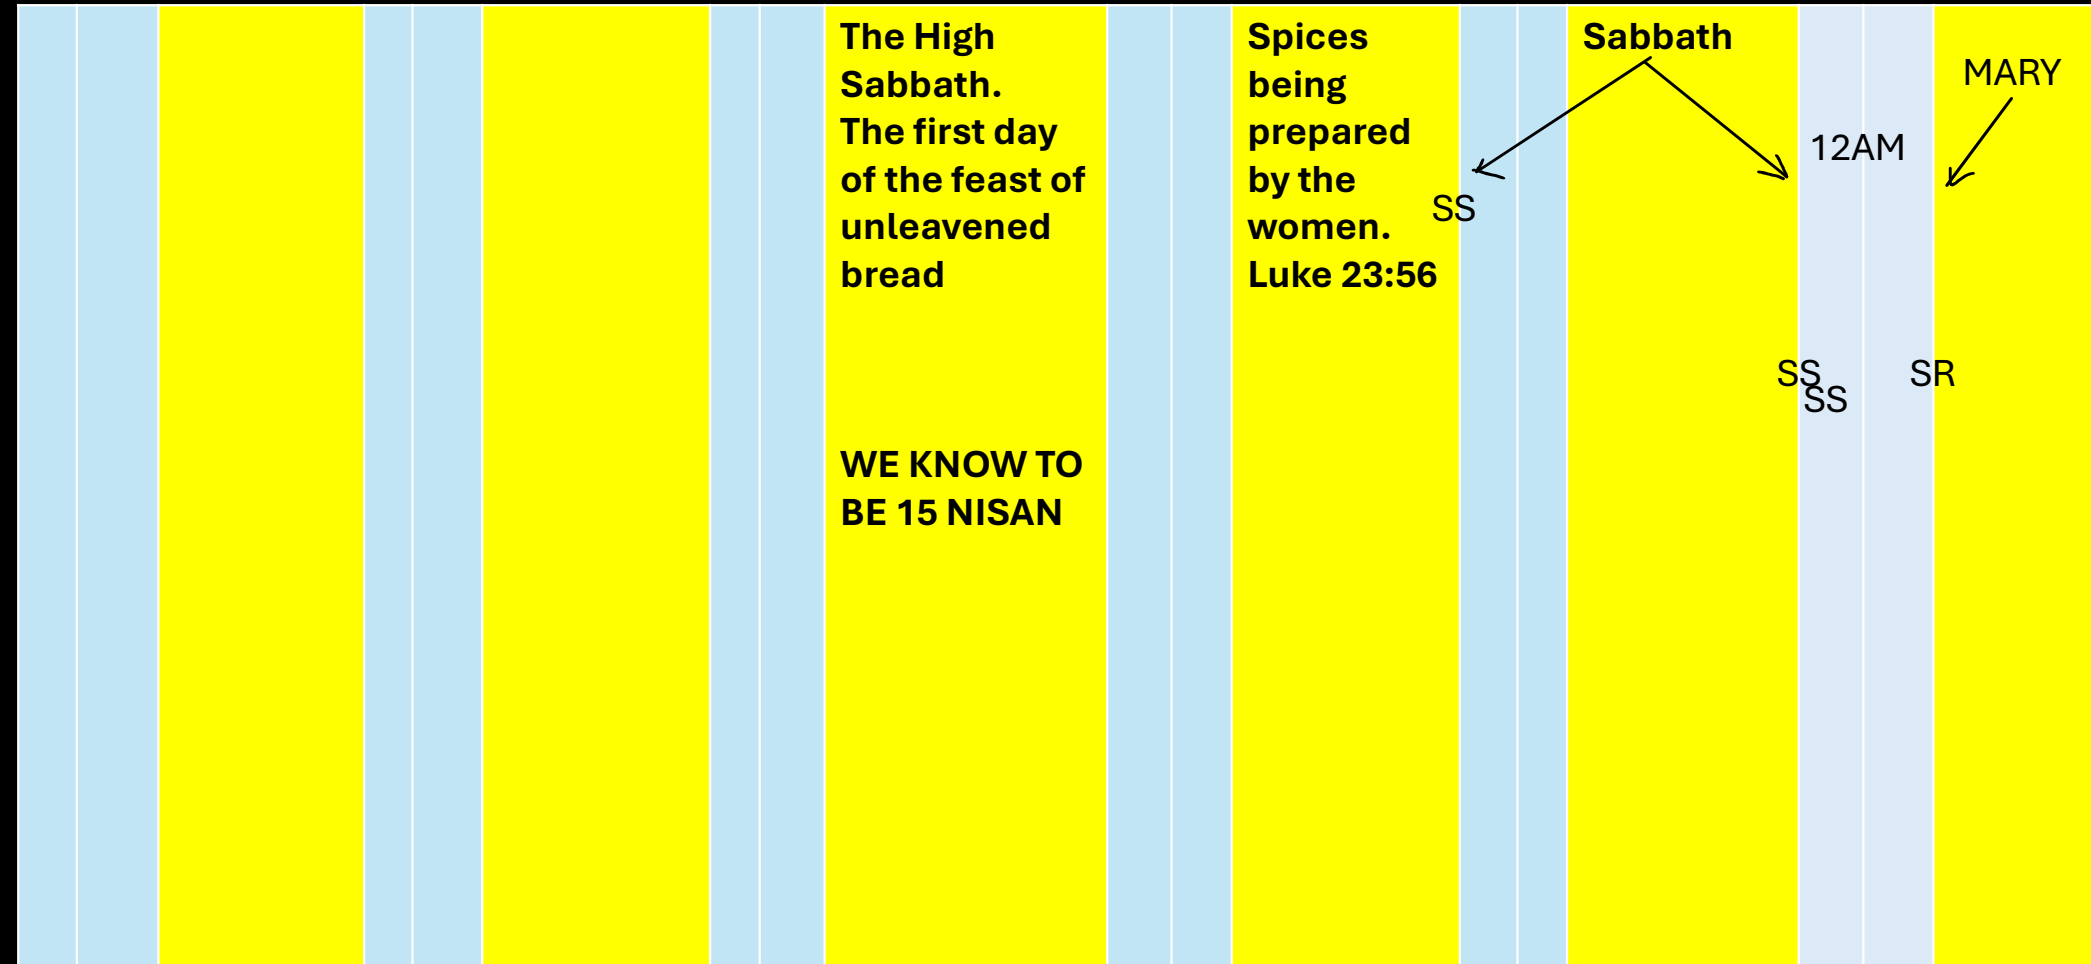 The High
Sabbath.
The first day
of the feast of
unleavened
bread
WE KNOW TO
BE 15 NISAN
Spices
being
prepared
by the
women.
Luke 23:56
SS
Sabbath
12AM
MARY
SS
SS
SR